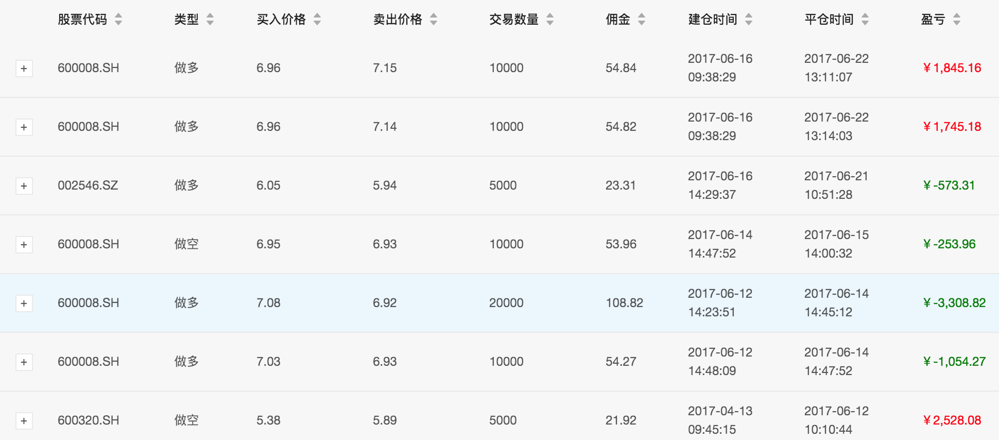 股票代码 类型 买入价格 卖出价格 交易数量 佣金 建仓时间 平仓时间 盈亏
+ 600008.SH 做多 6.96 7.15 10000 54.84 2017-06-16 09:38:29 2017-06-22 13:11:07 ￥1,845.16
+ 600008.SH 做多 6.96 7.14 10000 54.82 2017-06-16 09:38:29 2017-06-22 13:14:03 ￥1,745.18
+ 002546.SZ 做多 6.05 5.94 5000 23.31 2017-06-16 14:29:37 2017-06-21 10:51:28 ￥-573.31
+ 600008.SH 做空 6.95 6.93 10000 53.96 2017-06-14 14:47:52 2017-06-15 14:00:32 ￥-253.96
+ 600008.SH 做多 7.08 6.92 20000 108.82 2017-06-12 14:23:51 2017-06-14 14:45:12 ￥-3,308.82
+ 600008.SH 做多 7.03 6.93 10000 54.27 2017-06-12 14:48:09 2017-06-14 14:47:52 ￥-1,054.27
+ 600320.SH 做空 5.38 5.89 5000 21.92 2017-04-13 09:45:15 2017-06-12 10:10:44 ￥2,528.08